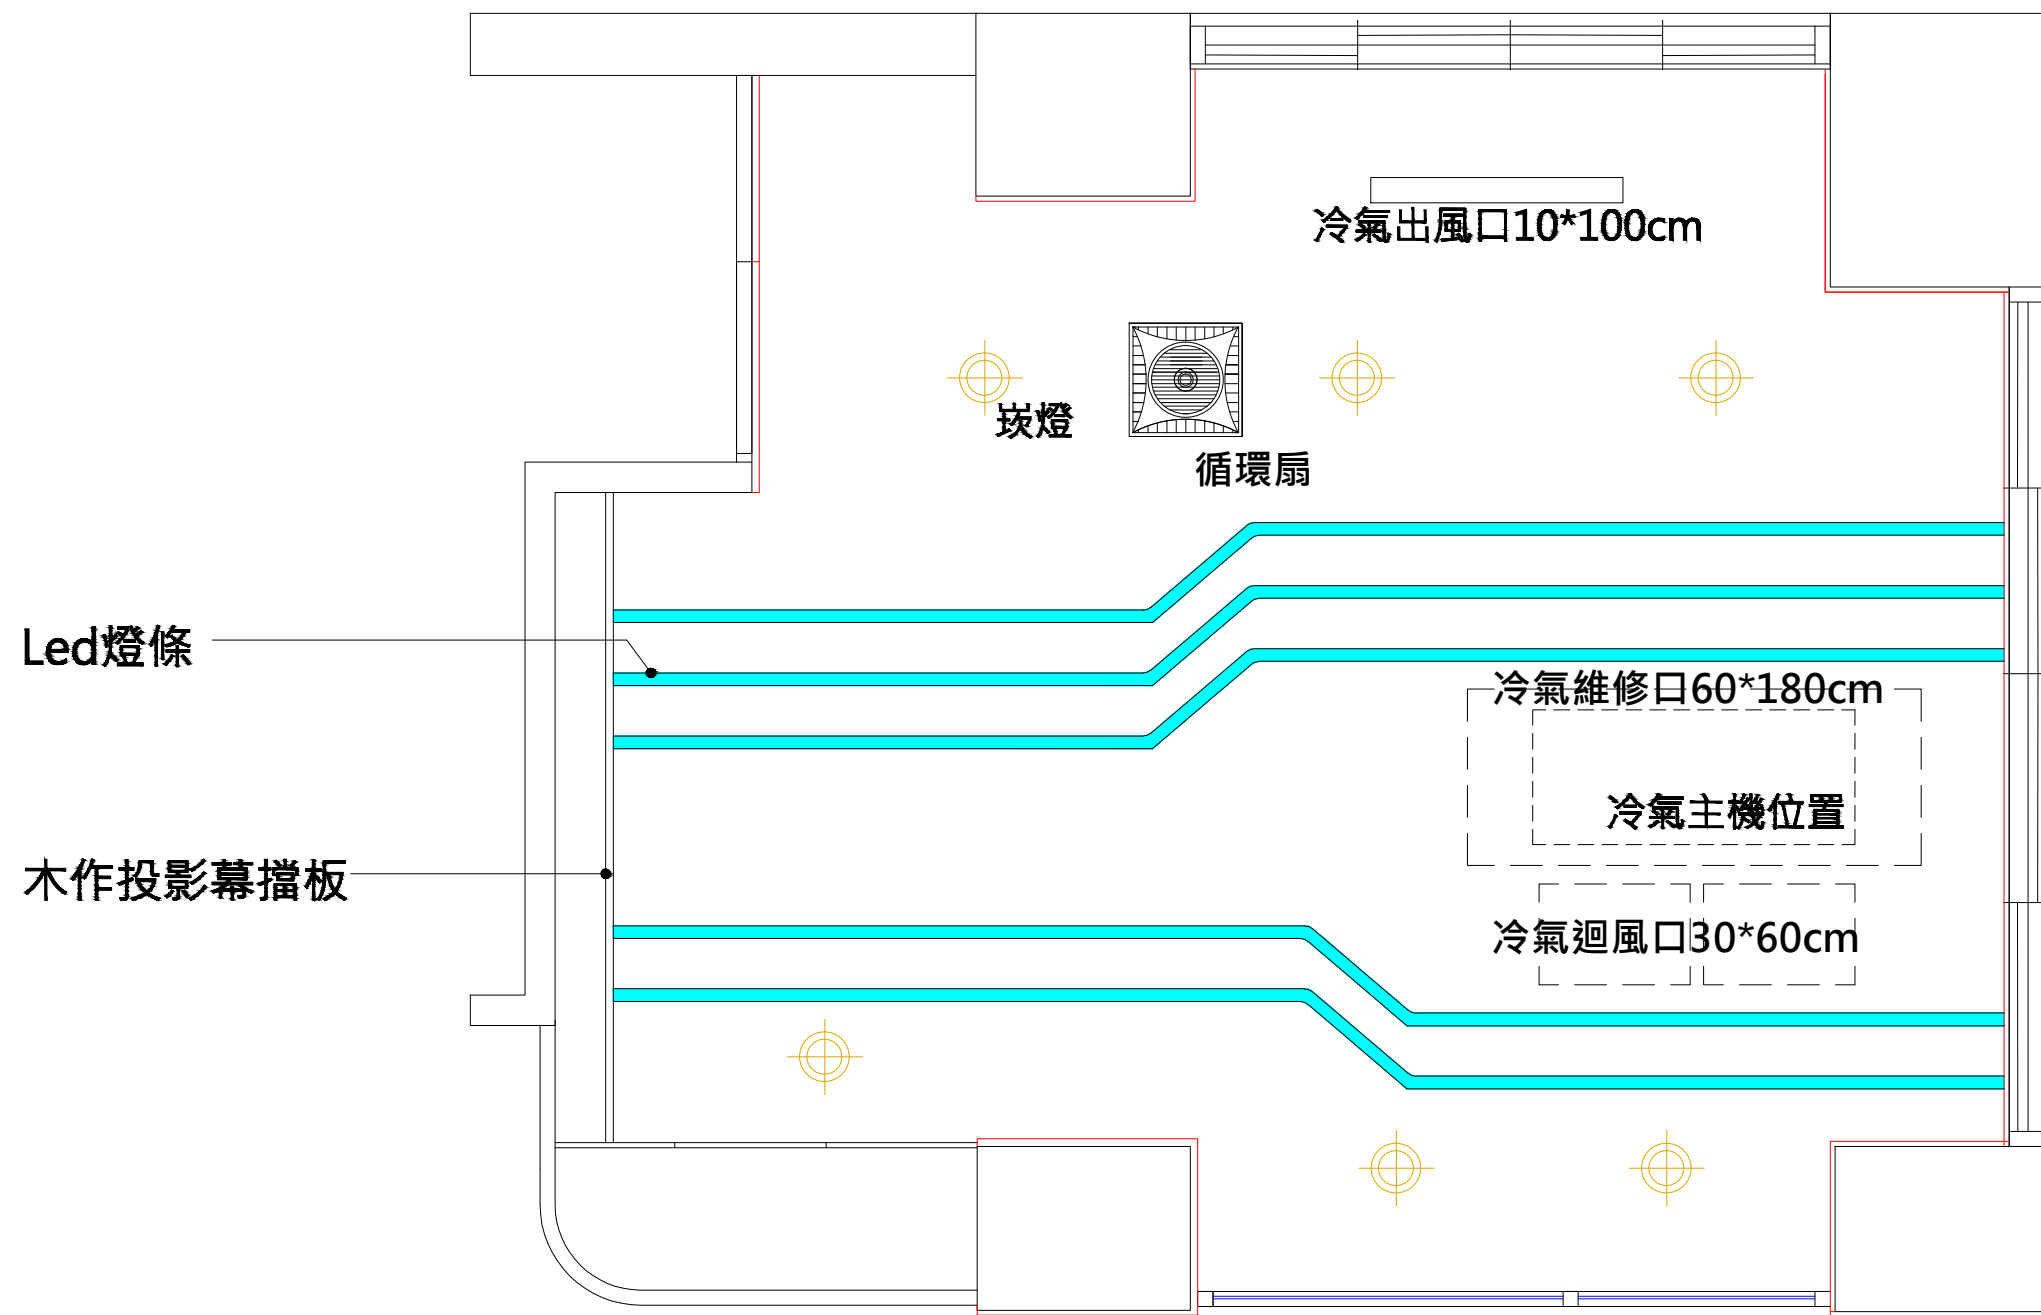 冷氣出風口10*100cm
崁燈
循環扇
Led燈條
冷氣維修口60*180cm
冷氣主機位置
木作投影幕擋板
冷氣迴風口30*60cm